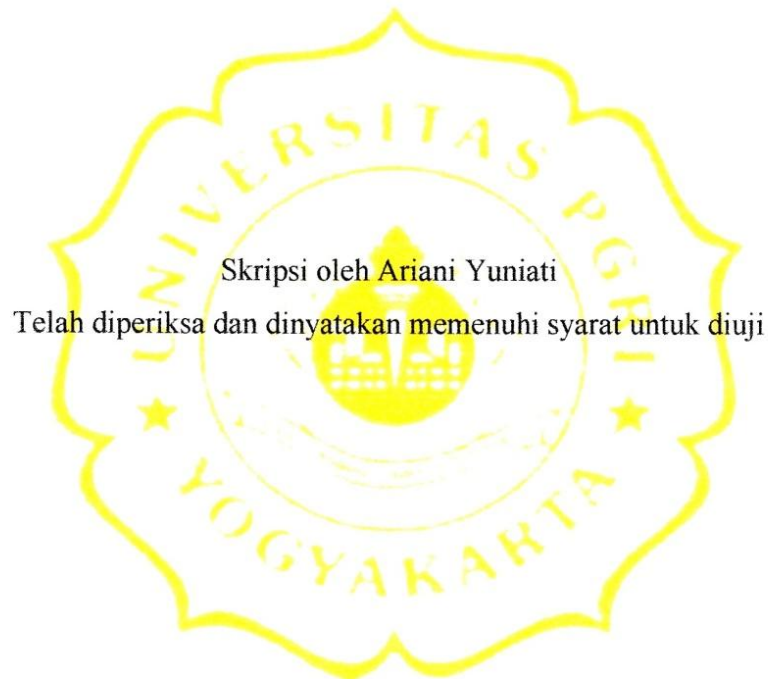 UNIVERSITAS PGRI
Skripsi oleh Ariani Yuniati
Telah diperiksa dan dinyatakan memenuhi syarat untuk diuji
YOGYAKARTA